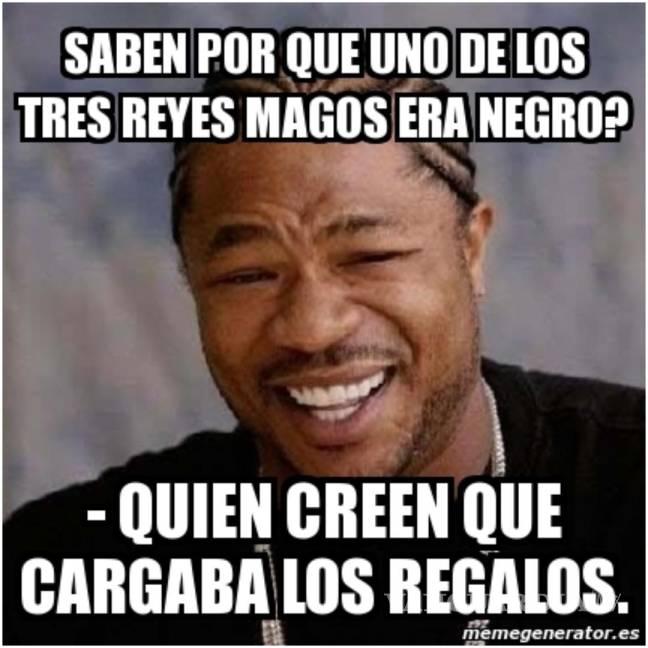 SABEN POR QUE UNO DE LOS
TRES REYES MAGOS ERA NEGRO?
- QUIEN CREEN QUE
CARGABA LOS REGALOS.
memegenerator.es